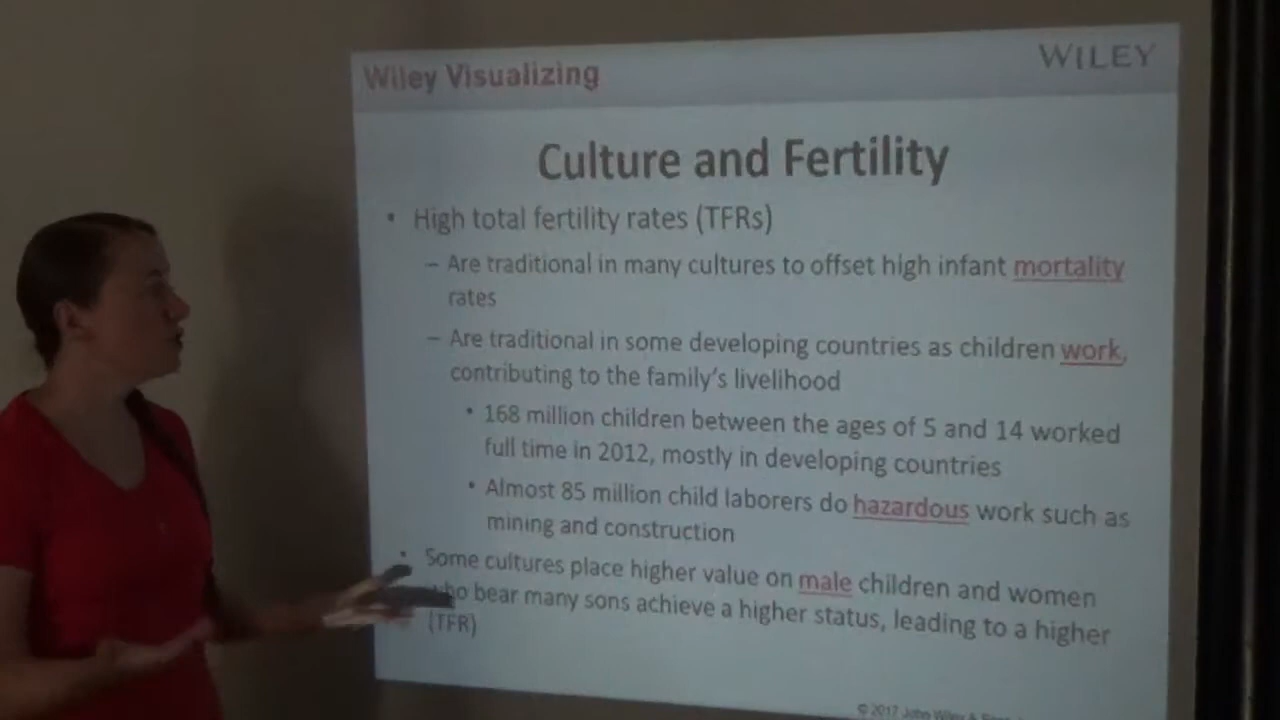 Wiley Visualizing
WILEY
Culture and Fertility
• High total fertility rates (TFRs)
– Are traditional in many cultures to offset high infant mortality
rates
– Are traditional in some developing countries as children work,
contributing to the family's livelihood
• 168 million children between the ages of 5 and 14 worked
full time in 2012, mostly in developing countries
• Almost 85 million child laborers do hazardous work such as
mining and construction
• Some cultures place higher value on male children and women
who bear many sons achieve a higher status, leading to a higher
(TFR)
© 2017 John Wiley &